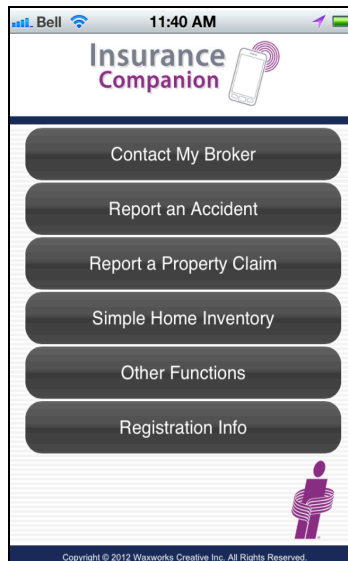 Bell 11:40 AM
Insurance
Companion
Contact My Broker
Report an Accident
Report a Property Claim
Simple Home Inventory
Other Functions
Registration Info
Copyright © 2012 Waxworks Creative Inc. All Rights Reserved.